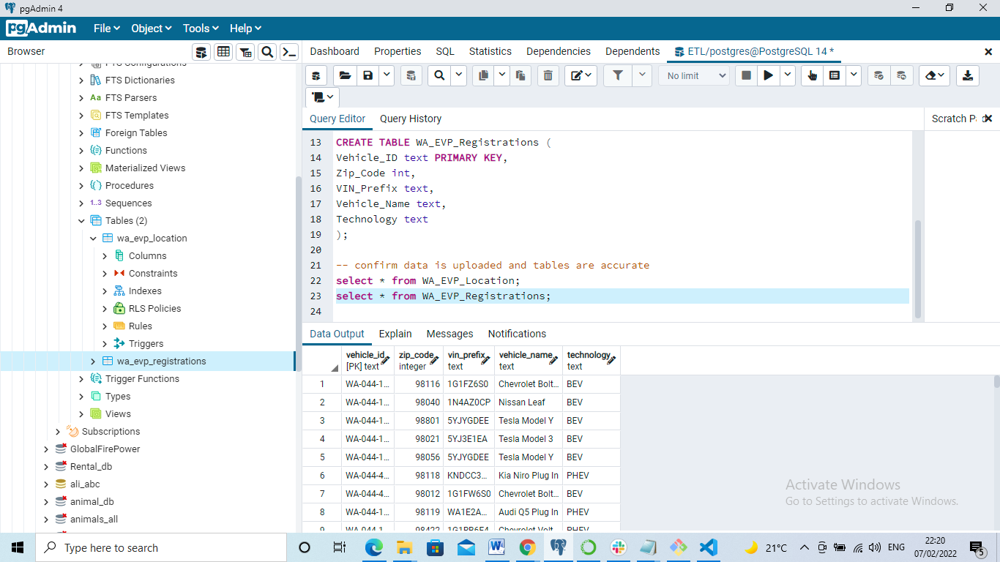 pgAdmin 4
pgAdmin
File Object Tools Help
Browser
Dashboard Properties SQL Statistics Dependencies Dependents ETL/postgres@PostgreSQL 14 *
No limit
Query Editor Query History
Scratch P
FTS Configurations
FTS Dictionaries
Aa FTS Parsers
FTS Templates
Foreign Tables
Functions
Materialized Views
Procedures
1..3 Sequences
Tables (2)
wa_evp_location
Columns
Constraints
Indexes
RLS Policies
Rules
Triggers
wa_evp_registrations
Trigger Functions
Types
Views
Subscriptions
GlobalFirePower
Rental_db
ali_abc
animal_db
animals_all
13 CREATE TABLE WA_EVP_Registrations (
14 Vehicle_ID text PRIMARY KEY,
15 Zip_Code int,
16 VIN_Prefix text,
17 Vehicle_Name text,
18 Technology text
19 );
20
21 -- confirm data is uploaded and tables are accurate
22 select * from WA_EVP_Location;
23 select * from WA_EVP_Registrations;
24
Data Output Explain Messages Notifications
vehicle_id zip_code vin_prefix vehicle_name technology
[PK] text integer text text text
1 WA-044-1... 98116 1G1FZ6S0 Chevrolet Bolt... BEV
2 WA-044-1... 98040 1N4AZ0CP Nissan Leaf BEV
3 WA-044-1... 98801 5YJYGDEE Tesla Model Y BEV
4 WA-044-1... 98021 5YJ3E1EA Tesla Model 3 BEV
5 WA-044-1... 98056 5YJYGDEE Tesla Model Y BEV
6 WA-044-4... 98118 KNDCC3... Kia Niro Plug In PHEV
7 WA-044-4... 98012 1G1FW6S0 Chevrolet Bolt... BEV
8 WA-044-1... 98119 WA1E2A... Audi Q5 Plug In PHEV
9 WA-044-1... 98422 Chevrolet Volt PHEV
Activate Windows
Go to Settings to activate Windows.
Type here to search
21°C
ENG
22:20
07/02/2022
5